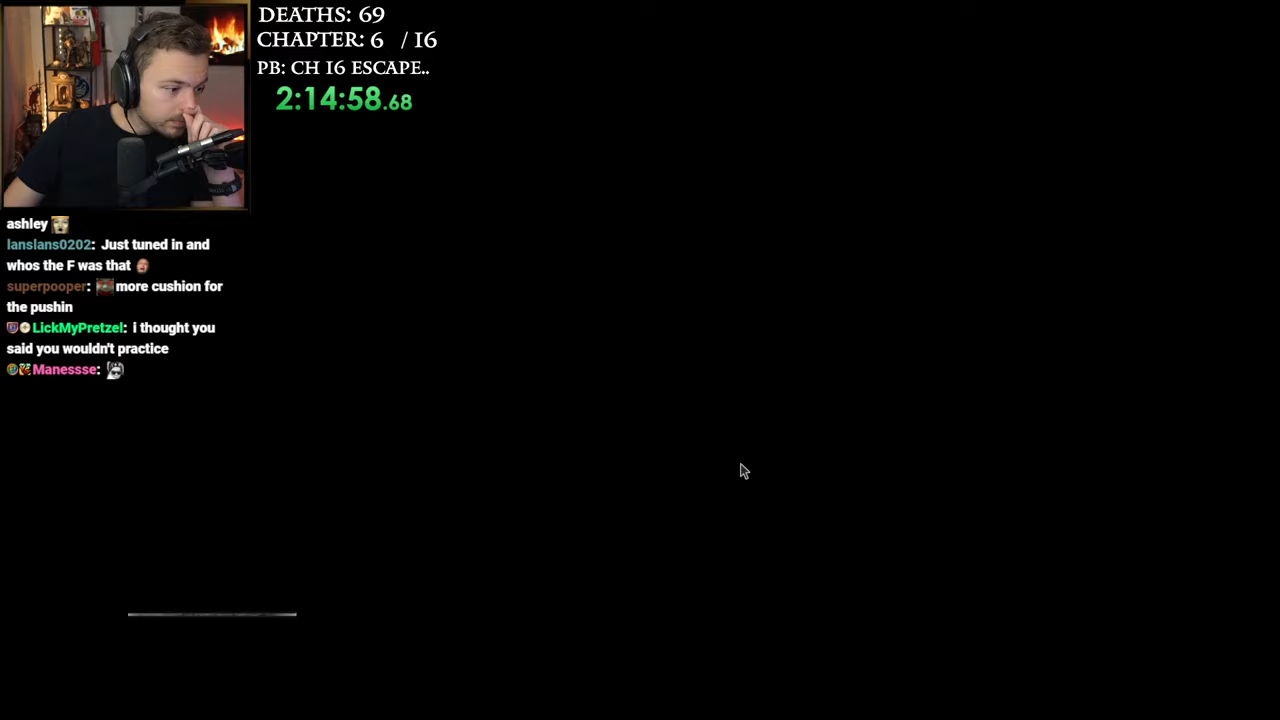 DEATHS: 69
CHAPTER: 6 / 16
PB: CH 16 ESCAPE..
2:14:58.68
ashley
lanslans0202: Just tuned in and
whos the F was that
superpooper: more cushion for
the pushin
LickMyPretzel: i thought you
said you wouldn't practice
Manessse: